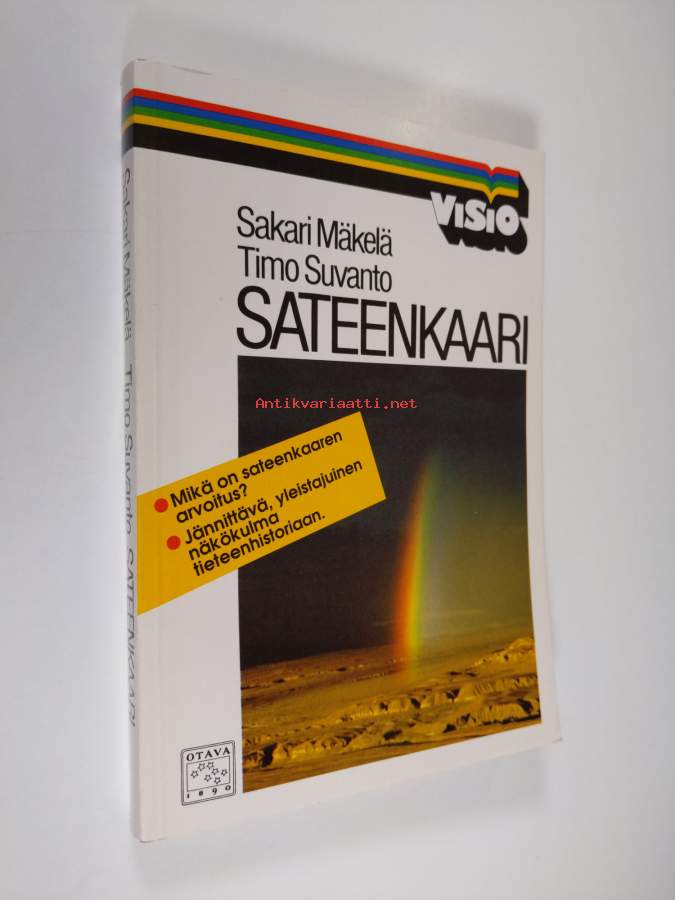 VISIO
Sakari Mäkelä
Timo Suvanto
SATEENKAARI
Antikvariaatti.net
Mikä on sateenkaaren
arvoitus?
Jännittävä, yleistajuinen
näkökulma
tieteenhistoriaan.
OTAVA
1890
Sakari Mäkelä Timo Suvanto SATEENKAARI